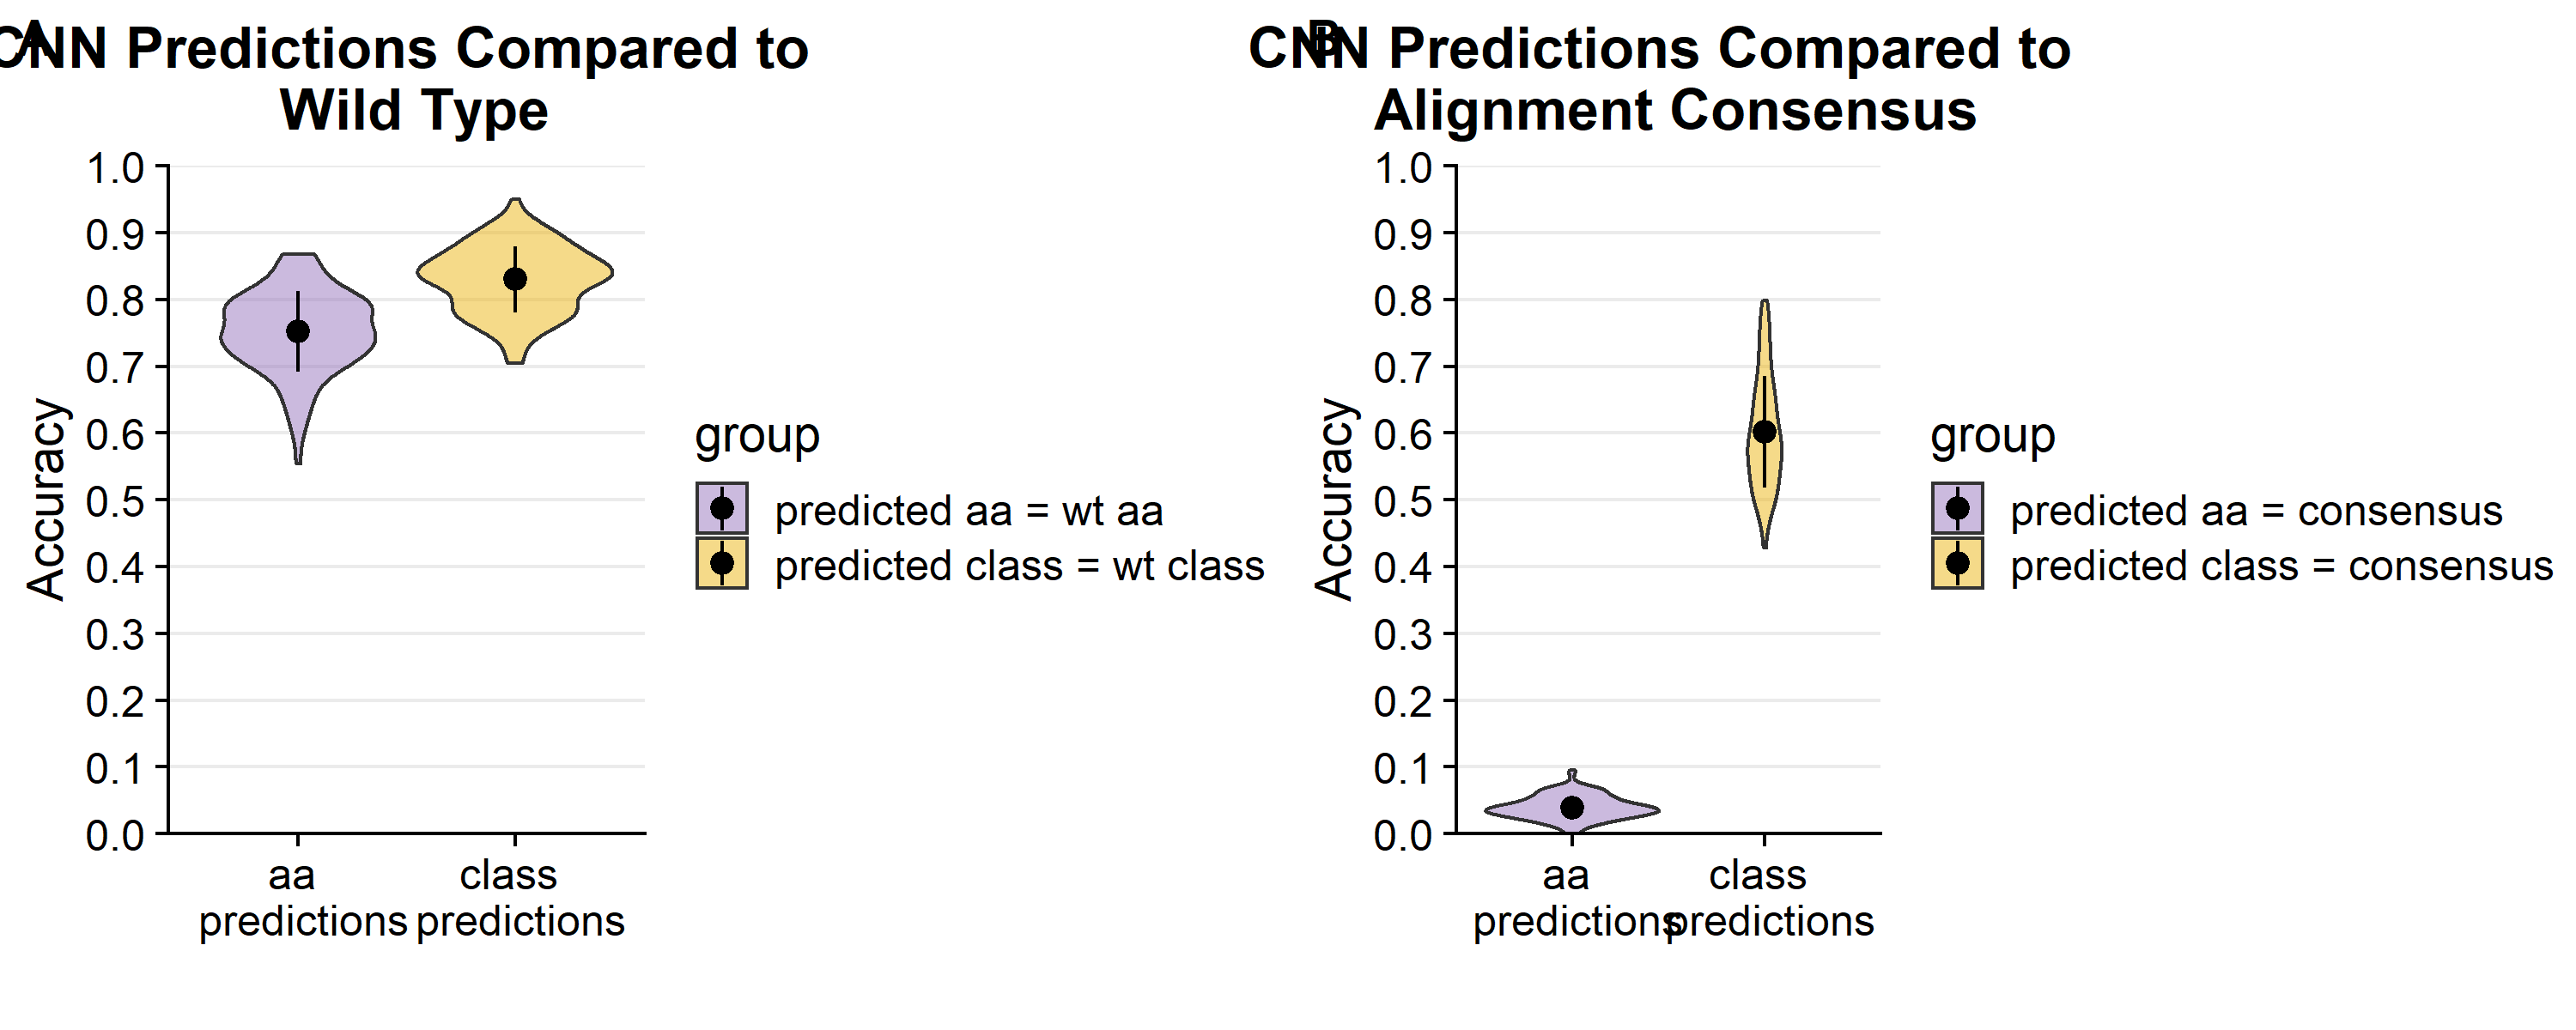 A
CNN Predictions Compared to
Wild Type
1.0
0.9
0.8
0.7
0.6
0.5
0.4
0.3
0.2
0.1
0.0
Accuracy
aa
predictions
class
predictions
group
predicted aa = wt aa
predicted class = wt class
B
CNN Predictions Compared to
Alignment Consensus
1.0
0.9
0.8
0.7
0.6
0.5
0.4
0.3
0.2
0.1
0.0
Accuracy
aa
predictions
class
predictions
group
predicted aa = consensus
predicted class = consensus